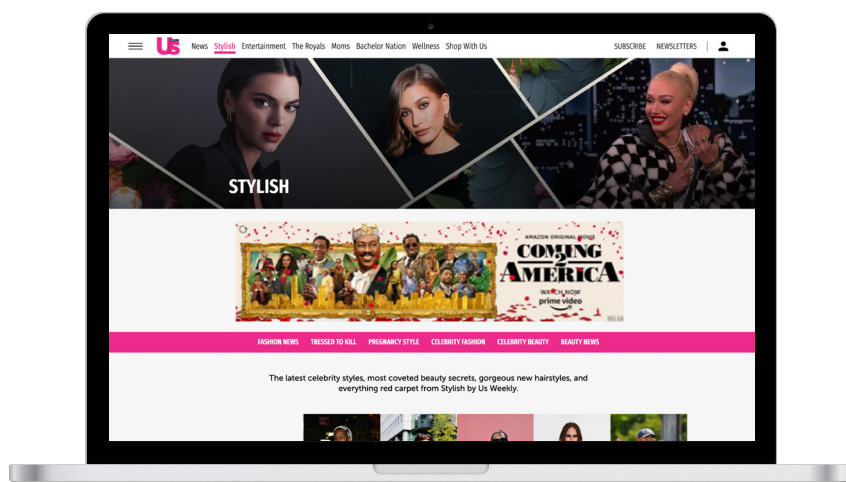 Us
News Stylish Entertainment The Royals Moms Bachelor Nation Wellness Shop With Us
SUBSCRIBE NEWSLETTERS
STYLISH
AMAZON ORIGINAL MOVIE
COMING
2
AMERICA
WATCH NOW
prime video
FASHION NEWS TRESSED TO KILL PREGNANCY STYLE CELEBRITY FASHION CELEBRITY BEAUTY BEAUTY NEWS
The latest celebrity styles, most coveted beauty secrets, gorgeous new hairstyles, and
everything red carpet from Stylish by Us Weekly.